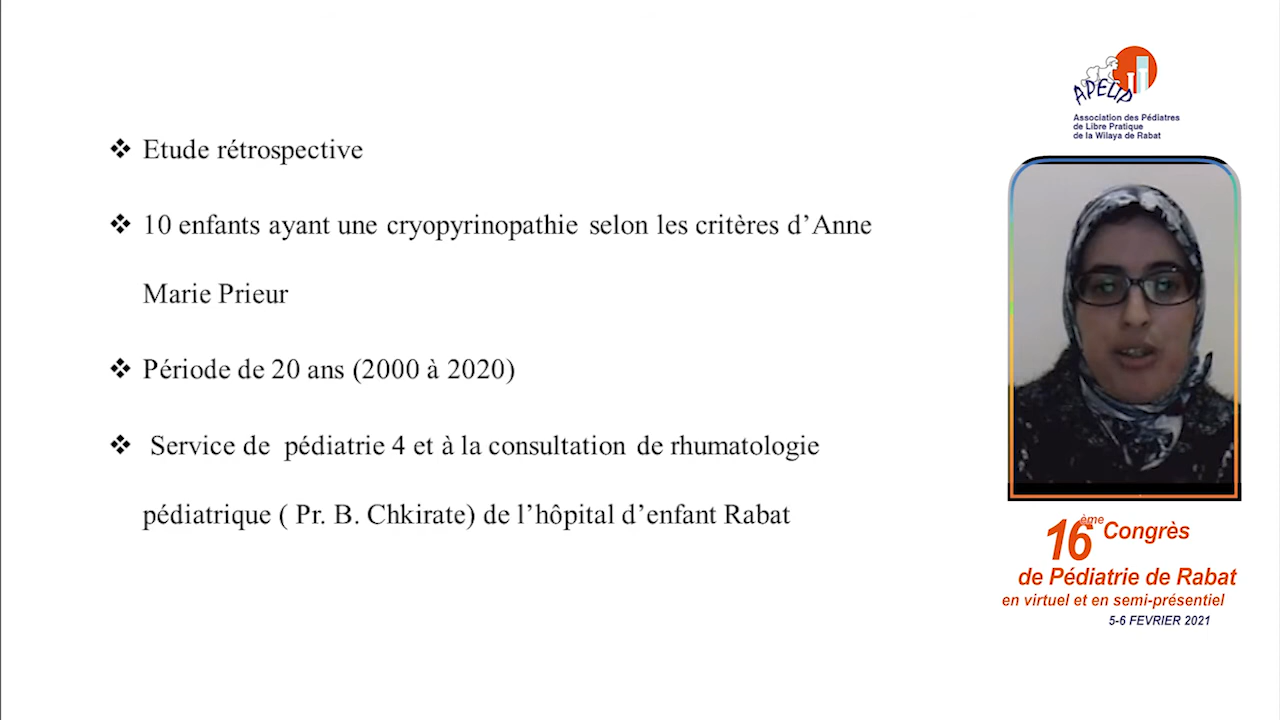 ❖ Etude rétrospective
❖ 10 enfants ayant une cryopyrinopathie selon les critères d’Anne
Marie Prieur
❖ Période de 20 ans (2000 à 2020)
❖ Service de pédiatrie 4 et à la consultation de rhumatologie
pédiatrique ( Pr. B. Chkirate) de l’hôpital d’enfant Rabat
APELIP
Association des Pédiatres
de Libre Pratique
de la Wilaya de Rabat
16ème Congrès
de Pédiatrie de Rabat
en virtuel et en semi-présentiel
5-6 FEVRIER 2021